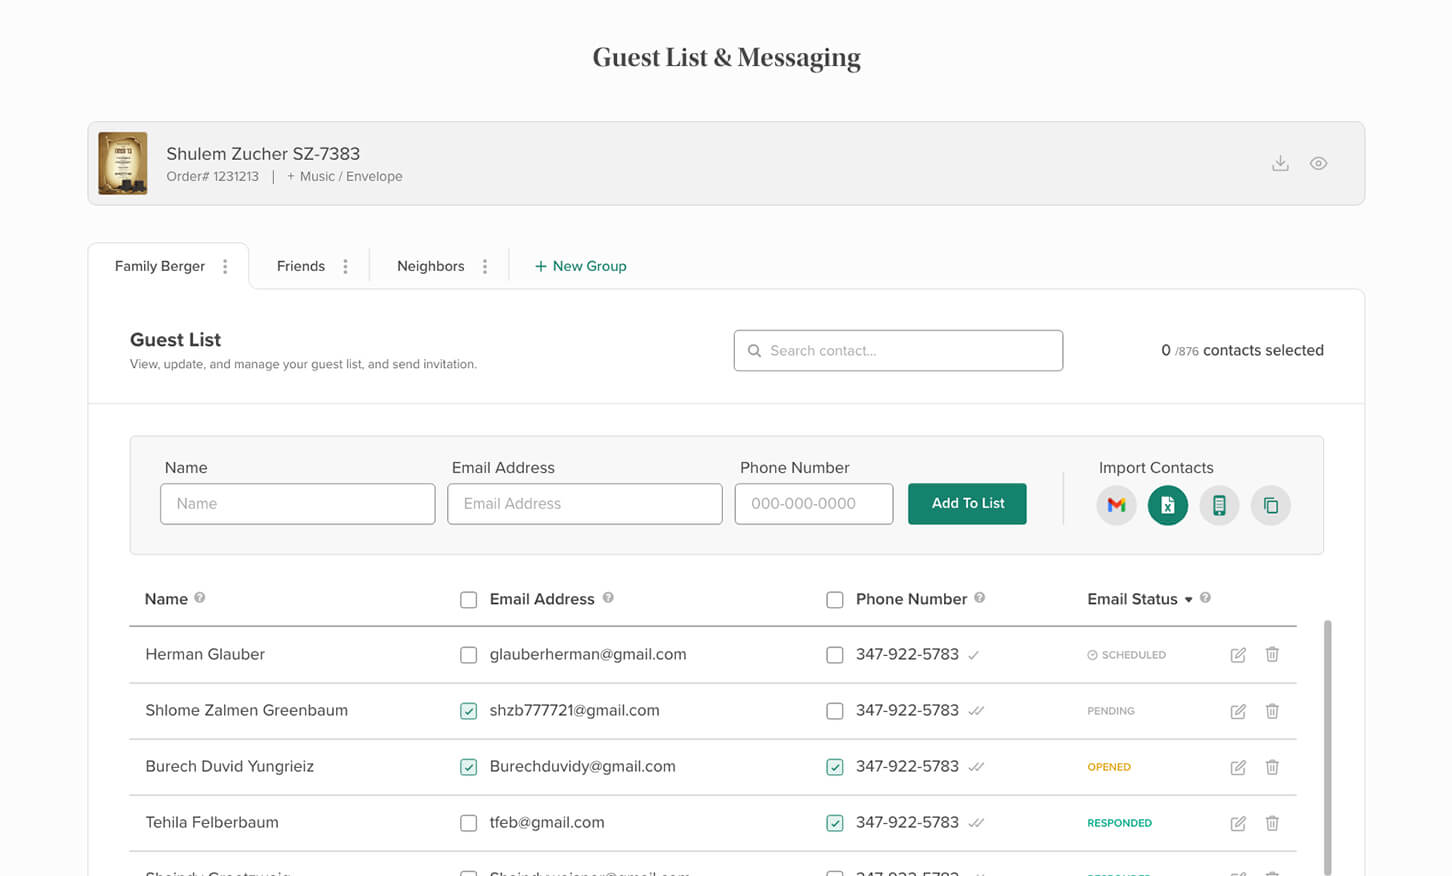 Guest List & Messaging
Shulem Zucher SZ-7383
Order# 1231213 | + Music / Envelope
Family Berger Friends Neighbors + New Group
Guest List
View, update, and manage your guest list, and send invitation.
Search contact...
0 /876 contacts selected
Name Email Address Phone Number Import Contacts
Name Email Address 000-000-0000 Add To List
Name Email Address Phone Number Email Status
Herman Glauber glauberherman@gmail.com 347-922-5783 SCHEDULED
Shlome Zalmen Greenbaum shzb777721@gmail.com 347-922-5783 PENDING
Burech Duvid Yungrieiz Burechduvidy@gmail.com 347-922-5783 OPENED
Tehila Felberbaum tfeb@gmail.com 347-922-5783 RESPONDED